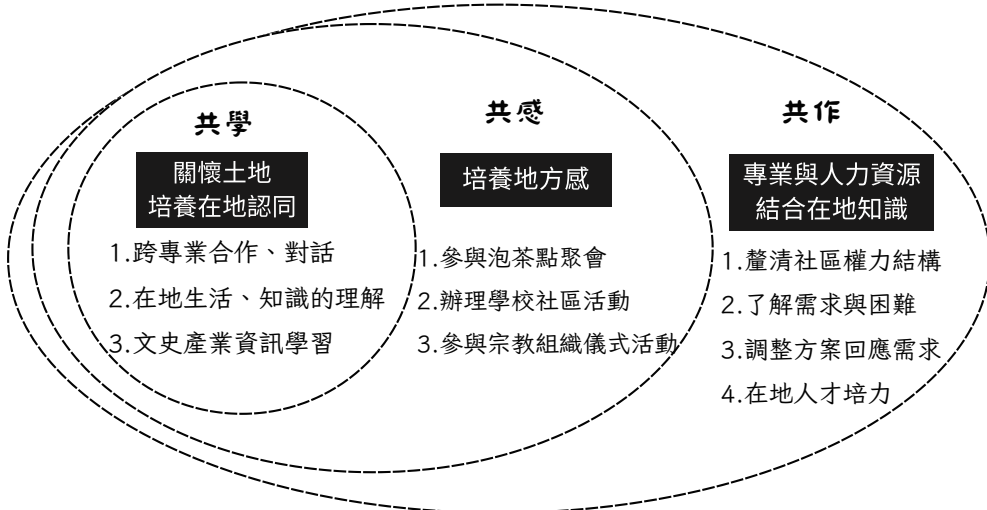 共學
關懷土地
培養在地認同
1.跨專業合作、對話
2.在地生活、知識的理解
3.文史產業資訊學習
共感
培養地方感
1.參與泡茶點聚會
2.辦理學校社區活動
3.參與宗教組織儀式活動
共作
專業與人力資源
結合在地知識
1.釐清社區權力結構
2.了解需求與困難
3.調整方案回應需求
4.在地人才培力